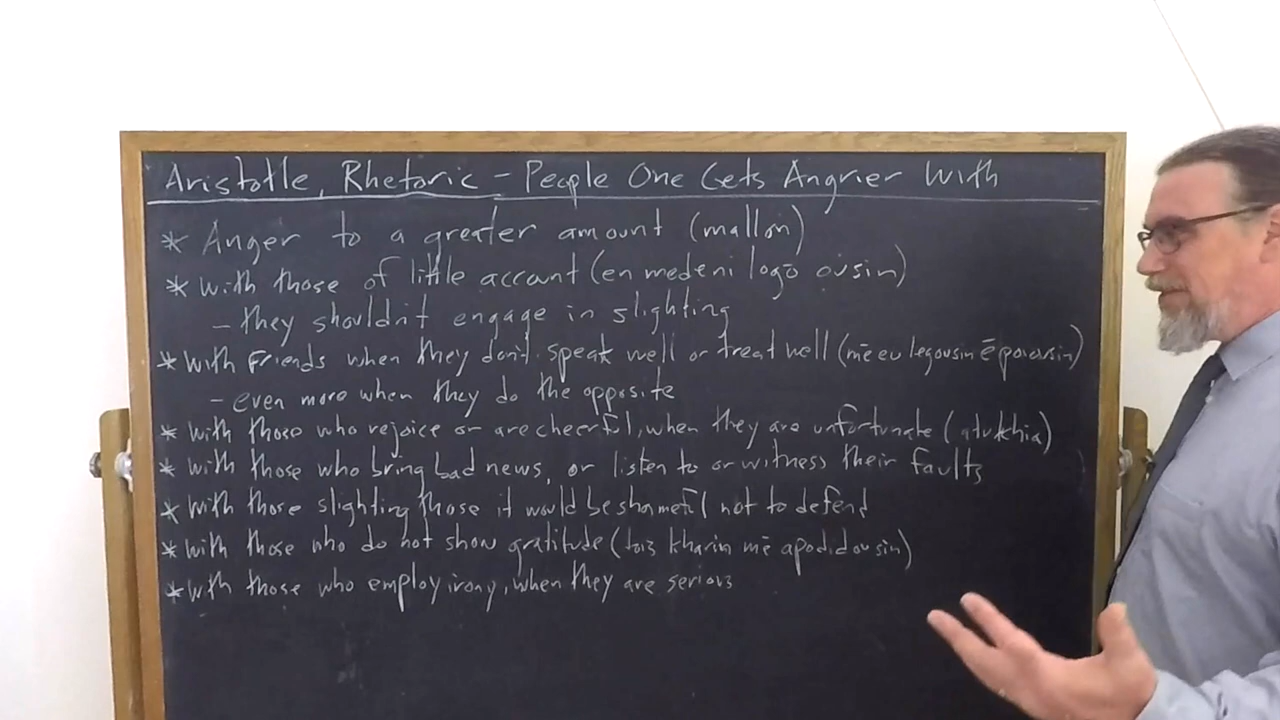 Aristotle, Rhetoric - People One Gets Angrier With
* Anger to a greater amount (mallon)
* with those of little account (en medeni logō ousin)
- they shouldn't engage in slighting
* with friends when they don't speak well or treat well (mē eu legousin ē poiousin)
- even more when they do the opposite
* with those who rejoice or are cheerful, when they are unfortunate (atukhia)
* with those who bring bad news, or listen to or witness their faults
* with those slighting those it would be shameful not to defend
* with those who do not show gratitude (tois kharin mē apodidousin)
* with those who employ irony, when they are serious